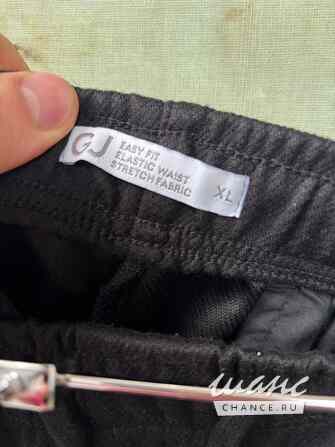 GJ
EASY FIT
ELASTIC WAIST
STRETCH FABRIC
XL
шанс
CHANCE.RU